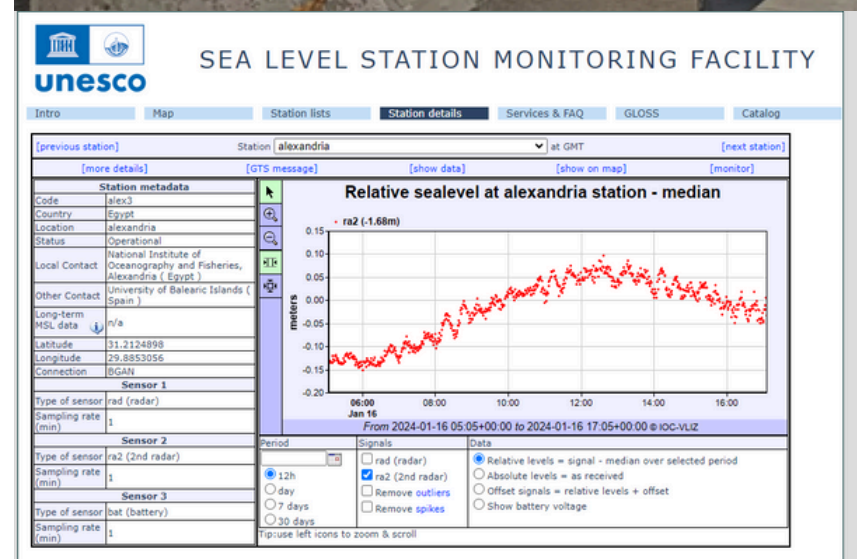 unesco
SEA LEVEL STATION MONITORING FACILITY
Intro Map Station lists Station details Services & FAQ GLOSS Catalog
[previous station] Station alexandria at GMT [next station]
[more details] [GTS message] [show data] [show on map] [monitor]
Station metadata
Code alex3
Country Egypt
Location alexandria
Status Operational
Local Contact National Institute of
Oceanography and Fisheries,
Alexandria ( Egypt )
Other Contact University of Balearic Islands (
Spain )
Long-term
MSL data n/a
Latitude 31.2124898
Longitude 29.8853056
Connection BGAN
Sensor 1
Type of sensor rad (radar)
Sampling rate
(min) 1
Sensor 2
Type of sensor ra2 (2nd radar)
Sampling rate
(min) 1
Sensor 3
Type of sensor bat (battery)
Sampling rate
(min) 1
Relative sealevel at alexandria station - median
ra2 (-1.68m)
0.15
0.10
0.05
0.00
-0.05
-0.10
-0.15
-0.20
meters
06:00 08:00 10:00 12:00 14:00 16:00
Jan 16
From 2024-01-16 05:05+00:00 to 2024-01-16 17:05+00:00 © IOC-VLIZ
Period
12h
day
7 days
30 days
Signals
rad (radar)
ra2 (2nd radar)
Remove outliers
Remove spikes
Data
Relative levels = signal - median over selected period
Absolute levels = as received
Offset signals = relative levels + offset
Show battery voltage
Tip:use left icons to zoom & scroll